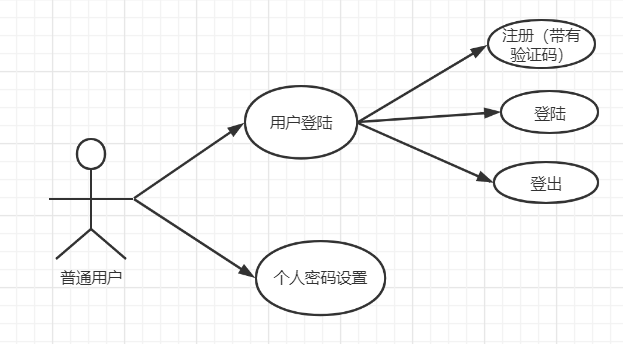 注册（带有
验证码）
用户登陆
登陆
登出
普通用户
个人密码设置